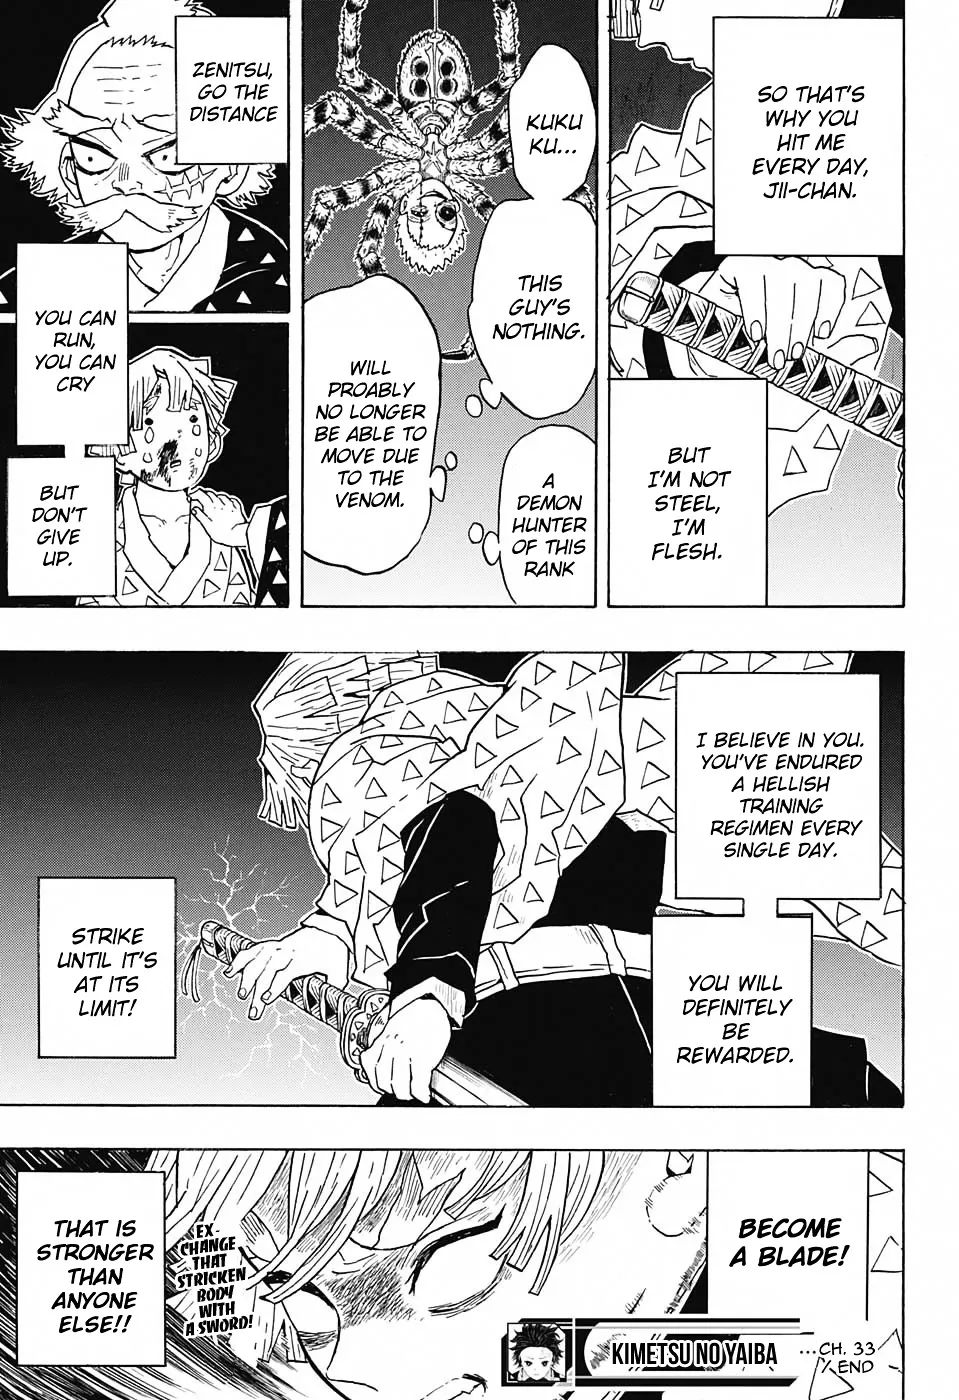 SO THAT'S
WHY YOU
HIT ME
EVERY DAY,
JII-CHAN.
BUT
I'M NOT
STEEL,
I'M
FLESH.
KUKU
KU...
THIS
GUY'S
NOTHING.
A
DEMON
HUNTER
OF THIS
RANK
WILL
PROABLY
NO LONGER
BE ABLE TO
MOVE DUE
TO THE
VENOM.
ZENITSU,
GO THE
DISTANCE
YOU CAN
RUN,
YOU CAN
CRY
BUT
DON'T
GIVE
UP.
I BELIEVE IN YOU.
YOU'VE ENDURED
A HELLISH
TRAINING
REGIMEN EVERY
SINGLE DAY.
YOU WILL
DEFINITELY
BE
REWARDED.
STRIKE
UNTIL IT'S
AT ITS
LIMIT!
BECOME
A BLADE!
THAT IS
STRONGER
THAN
ANYONE
ELSE!!
EX-
CHANGE
THAT
STRICKEN
BODY
WITH
A SWORD!
KIMETSU NO YAIBA
...CH. 33
END